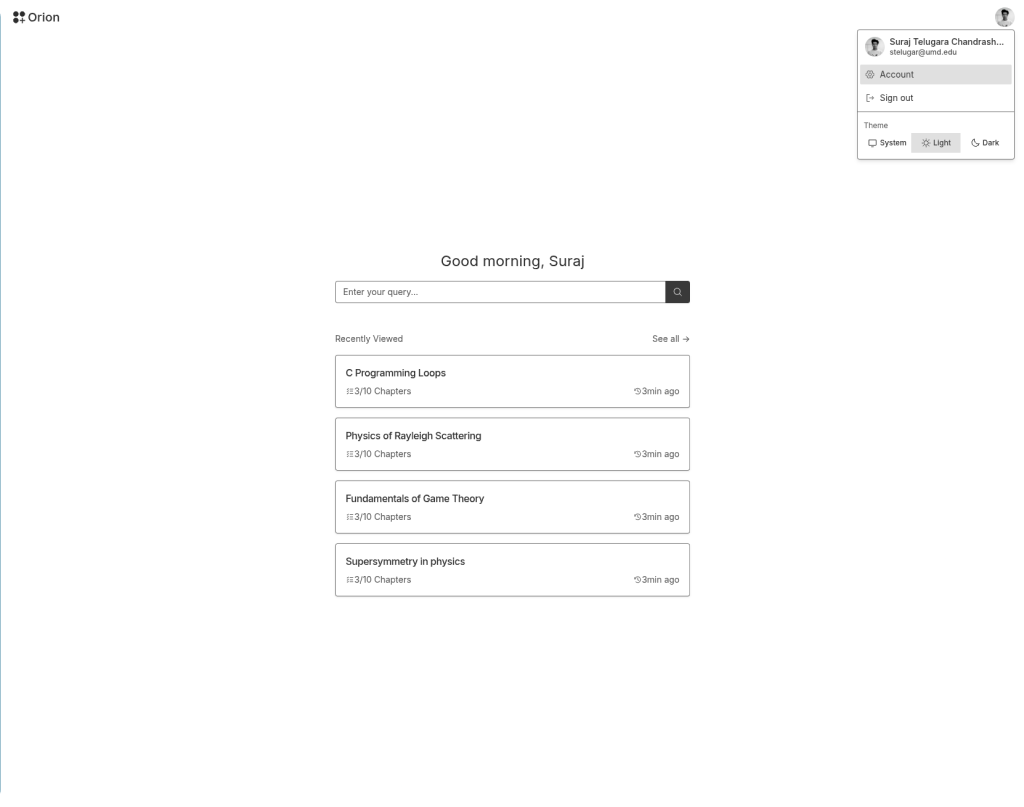 Orion
Suraj Telugara Chandrash...
stelugar@umd.edu
Account
Sign out
Theme
System Light Dark
Good morning, Suraj
Enter your query...
Recently Viewed See all →
C Programming Loops
3/10 Chapters 3min ago
Physics of Rayleigh Scattering
3/10 Chapters 3min ago
Fundamentals of Game Theory
3/10 Chapters 3min ago
Supersymmetry in physics
3/10 Chapters 3min ago